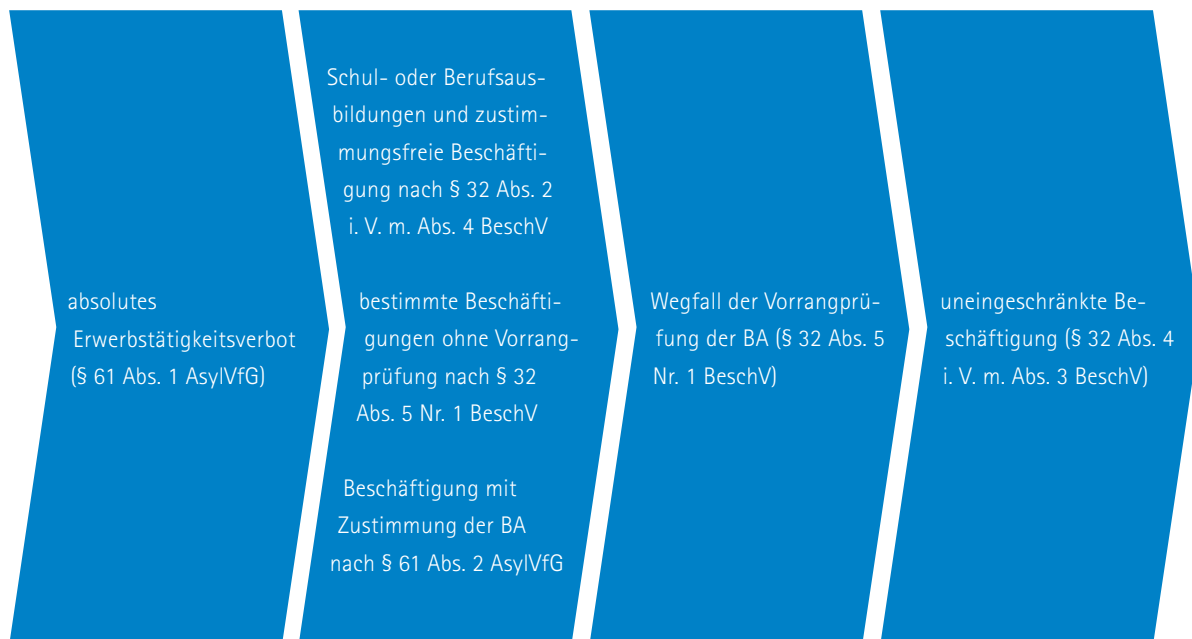 absolutes
Erwerbstätigkeitsverbot
(§ 61 Abs. 1 AsylVfG)
Schul- oder Berufsaus-
bildungen und zustim-
mungsfreie Beschäfti-
gung nach § 32 Abs. 2
i. V. m. Abs. 4 BeschV
bestimmte Beschäfti-
gungen ohne Vorrang-
prüfung nach § 32
Abs. 5 Nr. 1 BeschV
Beschäftigung mit
Zustimmung der BA
nach § 61 Abs. 2 AsylVfG
Wegfall der Vorrangprü-
fung der BA (§ 32 Abs. 5
Nr. 1 BeschV)
uneingeschränkte Be-
schäftigung (§ 32 Abs. 4
i. V. m. Abs. 3 BeschV)